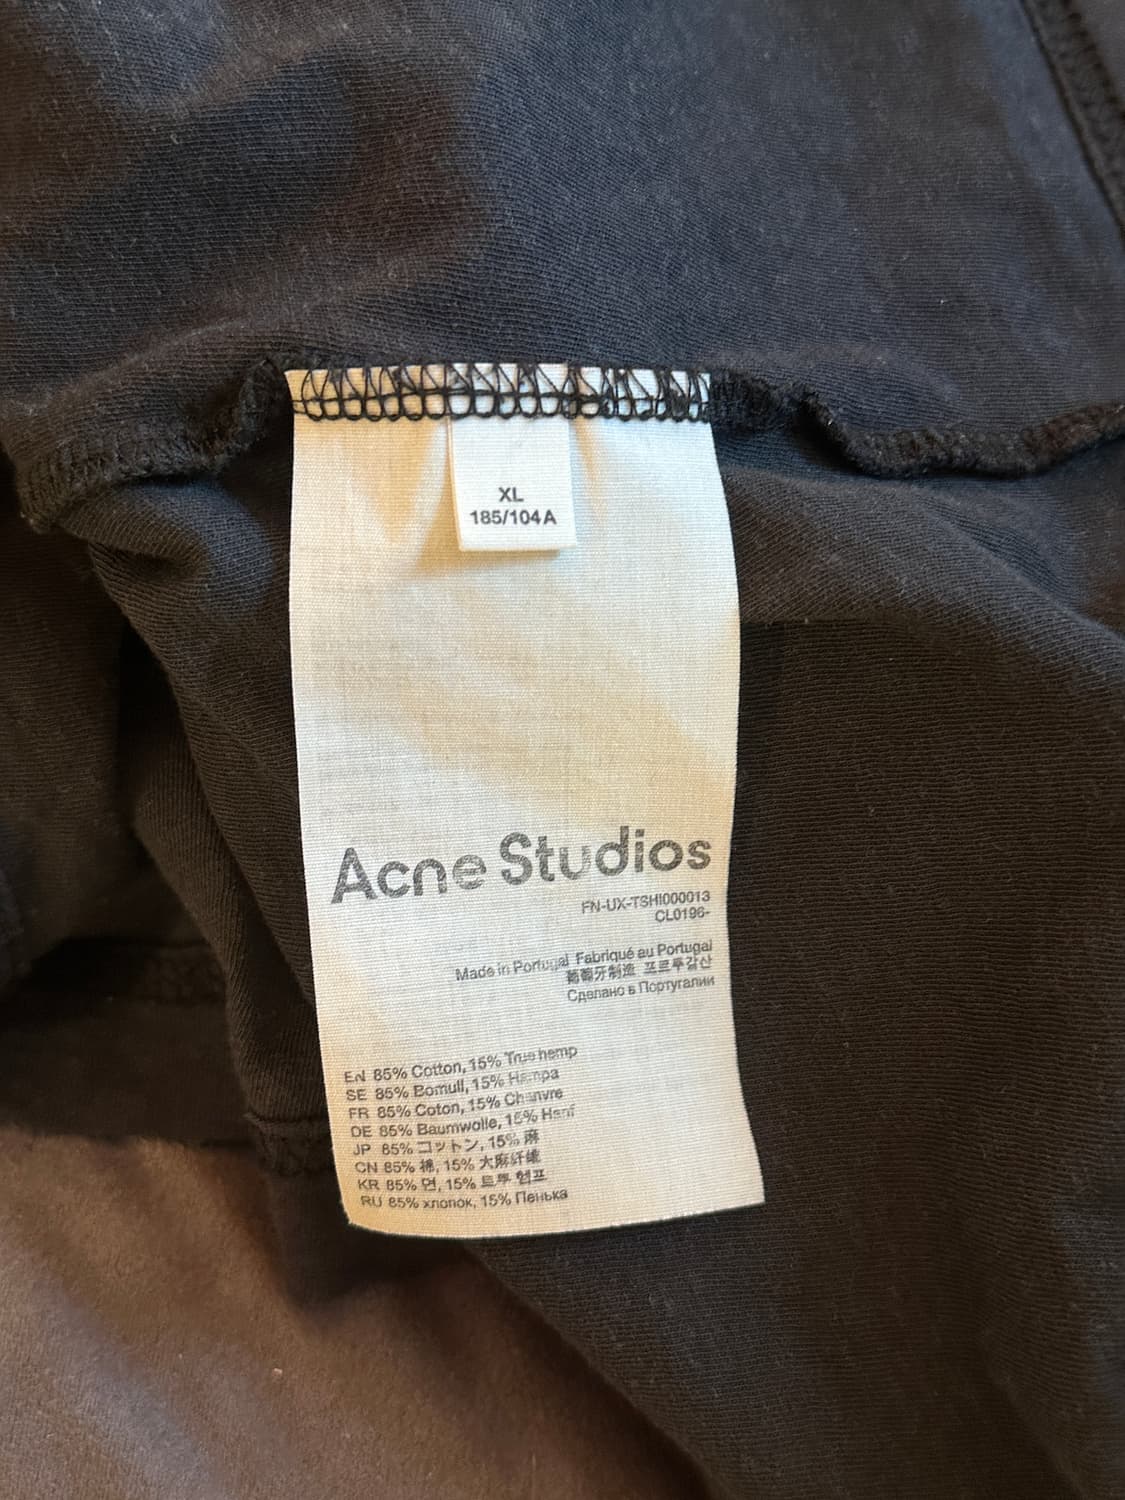 XL
185/104A
Acne Studios
FN-UX-TSHI000013
CL0196-
Made in Portugal Fabriqué au Portugal
葡萄牙制造 포르투갈산
Сделано в Португалии
EN 85% Cotton, 15% True hemp
SE 85% Bomull, 15% Hampa
FR 85% Coton, 15% Chanvre
DE 85% Baumwolle, 15% Hanf
JP 85% コットン, 15% 麻
CN 85% 棉, 15% 大麻纤维
KR 85% 면, 15% 트루 헴프
RU 85% хлопок, 15% Пенька